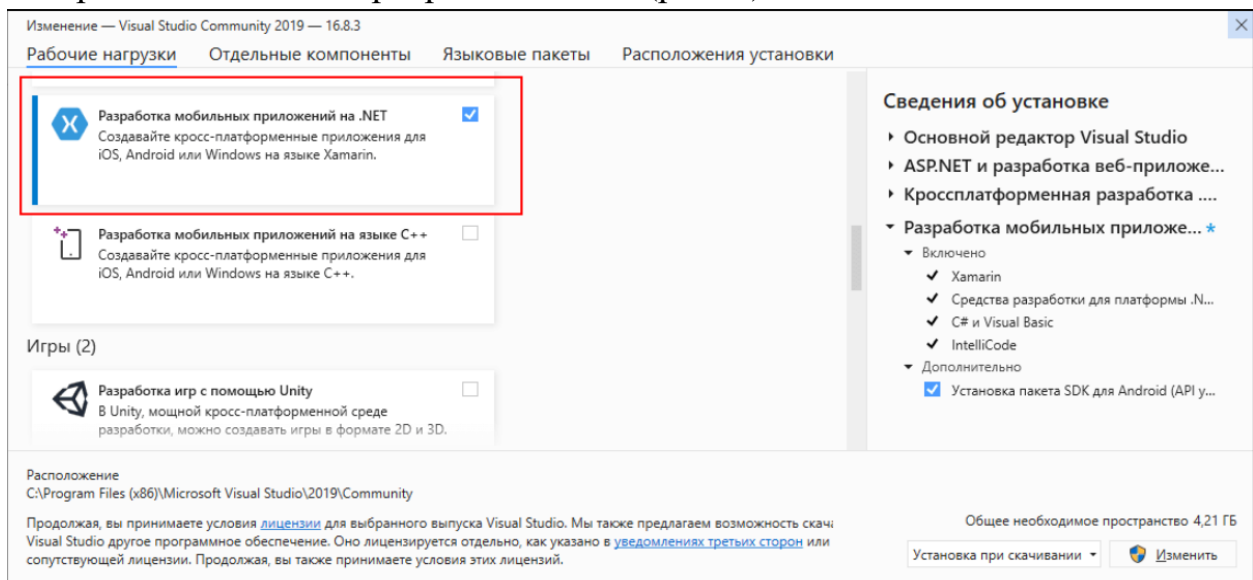 Изменение — Visual Studio Community 2019 — 16.8.3
Рабочие нагрузки Отдельные компоненты Языковые пакеты Расположения установки
Разработка мобильных приложений на .NET
Создавайте кросс-платформенные приложения для
iOS, Android или Windows на языке Xamarin.
Разработка мобильных приложений на языке C++
Создавайте кросс-платформенные приложения для
iOS, Android или Windows на языке C++.
Игры (2)
Разработка игр с помощью Unity
В Unity, мощной кросс-платформенной среде
разработки, можно создавать игры в формате 2D и 3D.
Сведения об установке
Основной редактор Visual Studio
ASP.NET и разработка веб-приложе...
Кроссплатформенная разработка ....
Разработка мобильных приложе... *
Включено
Xamarin
Средства разработки для платформы .N...
C# и Visual Basic
IntelliCode
Дополнительно
Установка пакета SDK для Android (API у...
Расположение
C:\Program Files (x86)\Microsoft Visual Studio\2019\Community
Продолжая, вы принимаете условия лицензии для выбранного выпуска Visual Studio. Мы также предлагаем возможность скача
Visual Studio другое программное обеспечение. Оно лицензируется отдельно, как указано в уведомлениях третьих сторон или
сопутствующей лицензии. Продолжая, вы также принимаете условия этих лицензий.
Общее необходимое пространство 4,21 ГБ
Установка при скачивании
Изменить